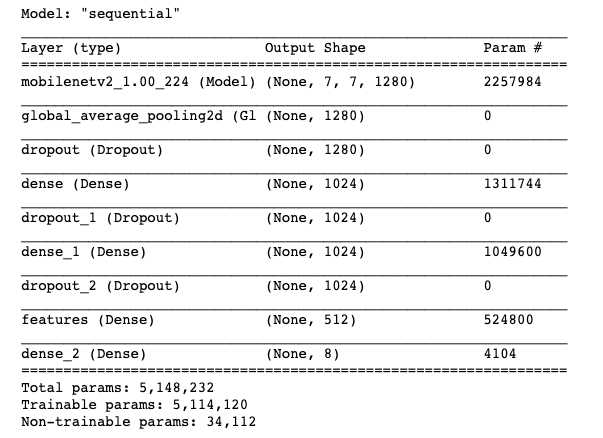 Model: "sequential"
Layer (type) Output Shape Param #
mobilenetv2_1.00_224 (Model) (None, 7, 7, 1280) 2257984
global_average_pooling2d (Gl (None, 1280) 0
dropout (Dropout) (None, 1280) 0
dense (Dense) (None, 1024) 1311744
dropout_1 (Dropout) (None, 1024) 0
dense_1 (Dense) (None, 1024) 1049600
dropout_2 (Dropout) (None, 1024) 0
features (Dense) (None, 512) 524800
dense_2 (Dense) (None, 8) 4104
Total params: 5,148,232
Trainable params: 5,114,120
Non-trainable params: 34,112